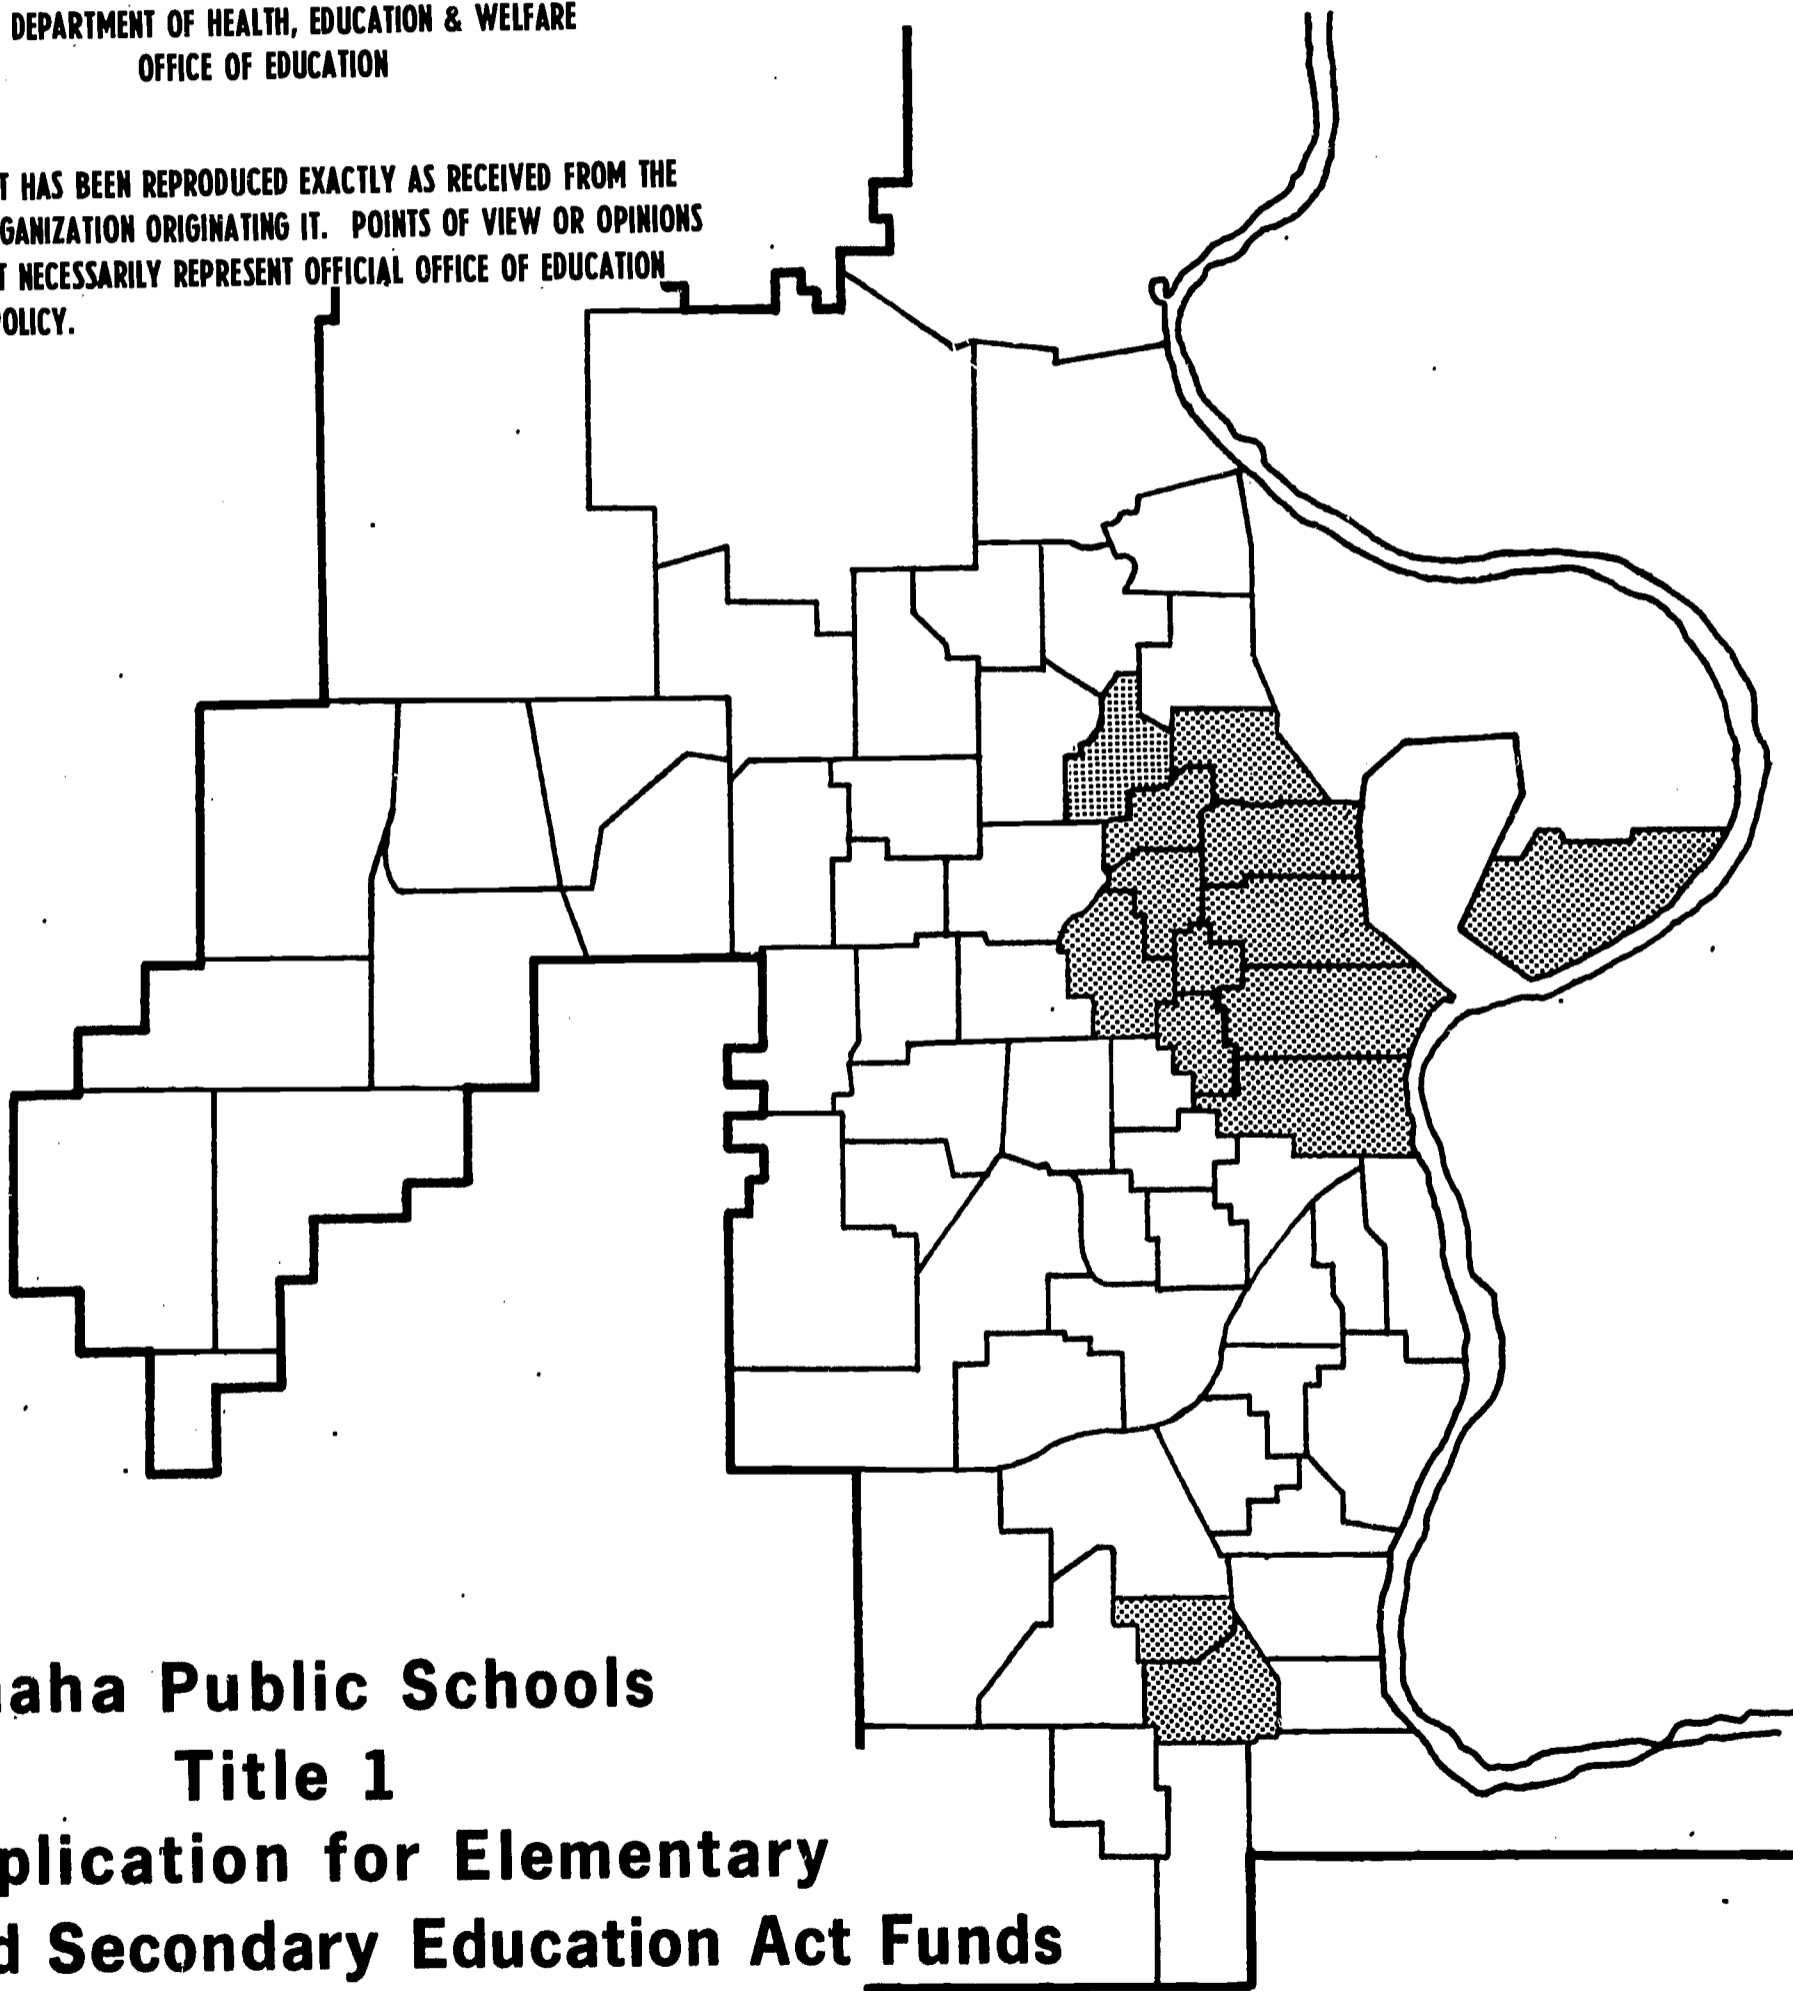 DEPARTMENT OF HEALTH, EDUCATION & WELFARE
OFFICE OF EDUCATION
T HAS BEEN REPRODUCED EXACTLY AS RECEIVED FROM THE
GANIZATION ORIGINATING IT. POINTS OF VIEW OR OPINIONS
T NECESSARILY REPRESENT OFFICIAL OFFICE OF EDUCATION
OLICY.
aha Public Schools
Title 1
plication for Elementary
d Secondary Education Act Funds